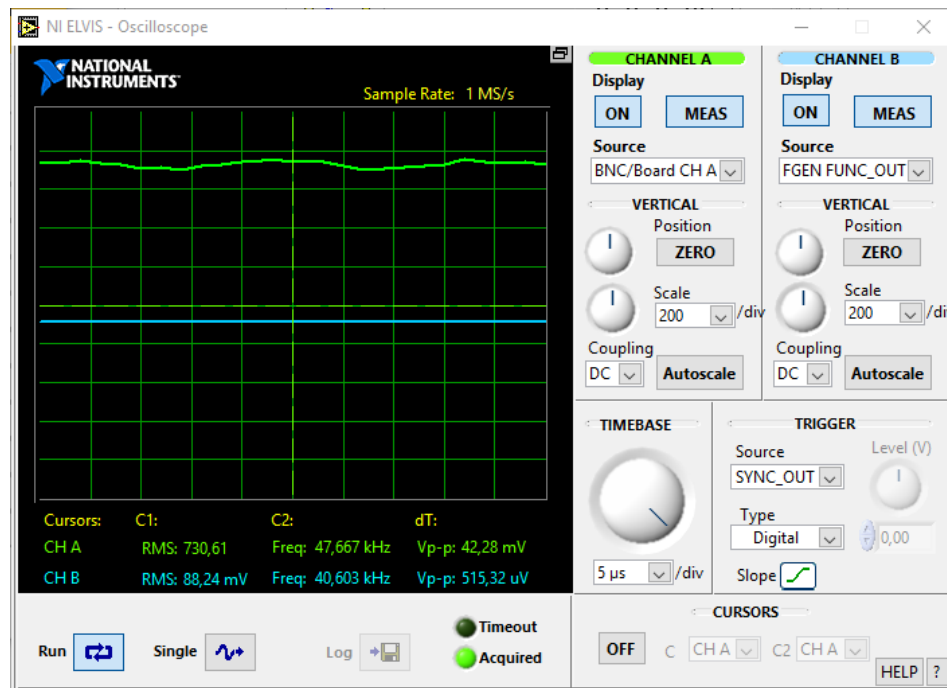 NI ELVIS - Oscilloscope
NATIONAL
INSTRUMENTS™
Sample Rate: 1 MS/s
Cursors: C1: C2: dT:
CH A RMS: 730,61 Freq: 47,667 kHz Vp-p: 42,28 mV
CH B RMS: 88,24 mV Freq: 40,603 kHz Vp-p: 515,32 uV
Run Single Log
Timeout
Acquired
CHANNEL A
Display
ON MEAS
Source
BNC/Board CH A
VERTICAL
Position
ZERO
Scale
200 /div
Coupling
DC Autoscale
CHANNEL B
Display
ON MEAS
Source
FGEN FUNC_OUT
VERTICAL
Position
ZERO
Scale
200 /di
Coupling
DC Autoscale
TIMEBASE
5 µs /div
TRIGGER
Source Level (V)
SYNC_OUT
Type
Digital 0,00
Slope
CURSORS
OFF C CH A C2 CH A
HELP ?